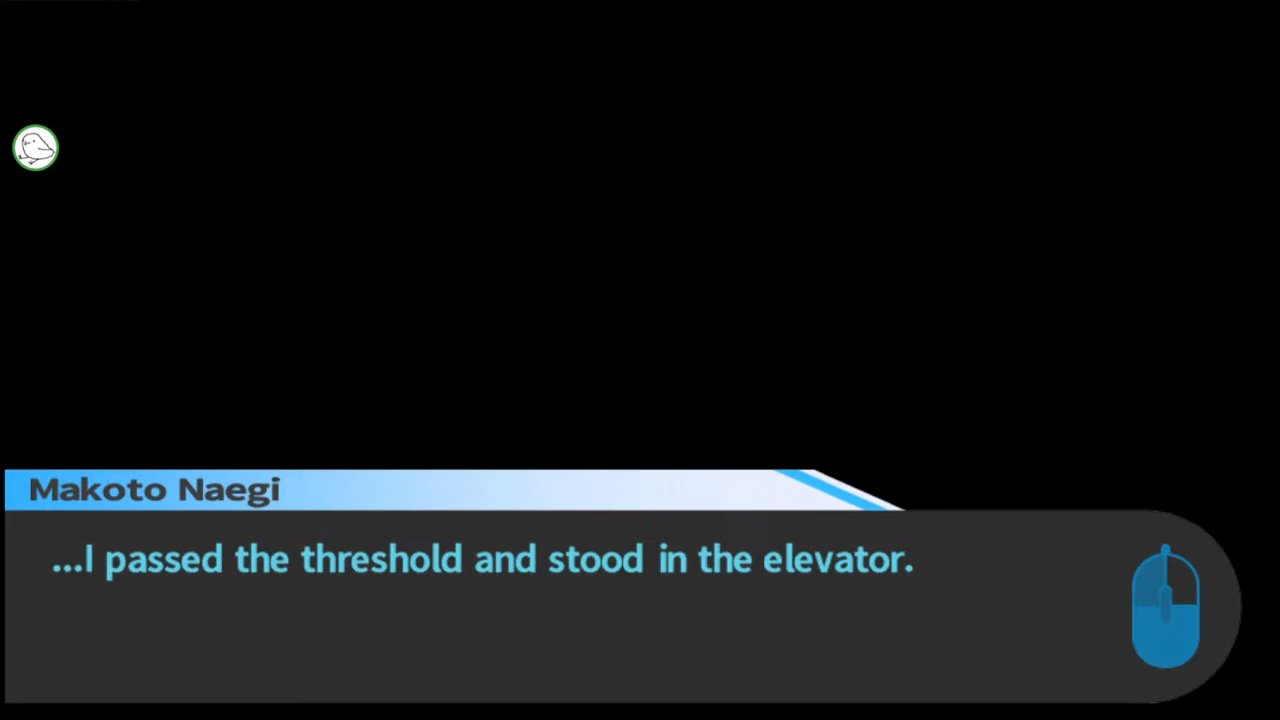 Makoto Naegi
...I passed the threshold and stood in the elevator.